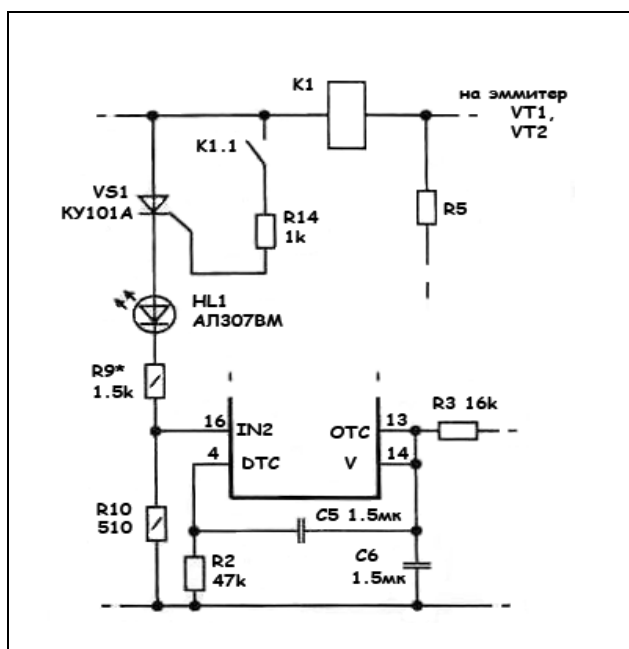 K1
на эммитер
VT1,
VT2
K1.1
VS1
КУ101А
R14
1k
R5
HL1
АЛ307ВМ
R9*
1.5k
R3 16k
16
IN2
OTC
13
4
DTC
V
14
R10
510
C5 1.5мк
R2
47k
C6
1.5мк